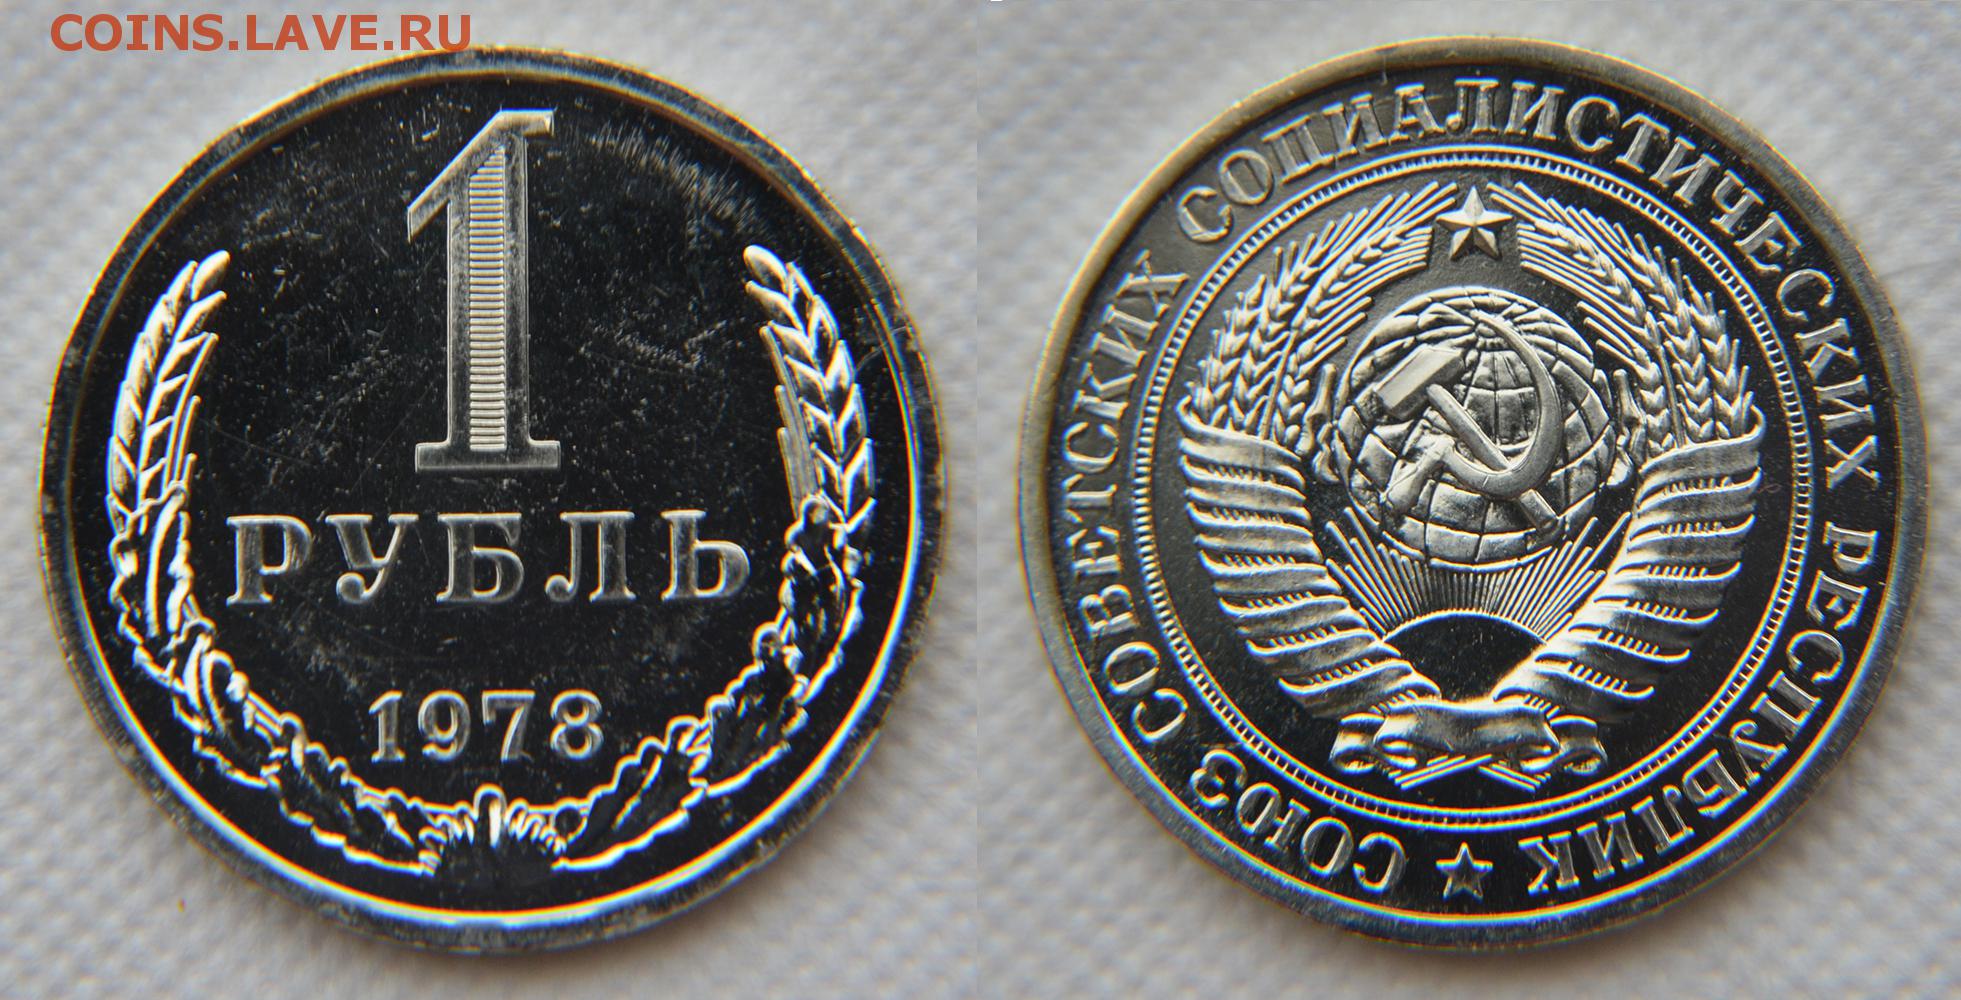 COINS.LAVE.RU
1
РУБЛЬ
1978
СОЮЗ СОВЕТСКИХ СОЦИАЛИСТИЧЕСКИХ РЕСПУБЛИК